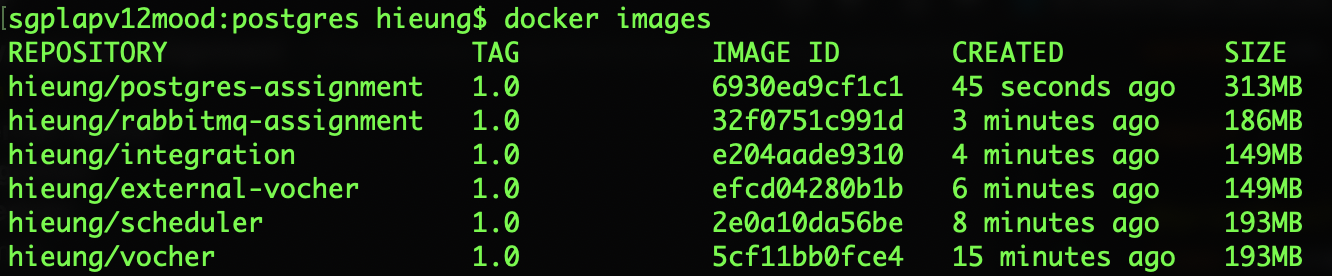 [sgplapv12mood:postgres hieung$ docker images
REPOSITORY TAG IMAGE ID CREATED SIZE
hieung/postgres-assignment 1.0 6930ea9cf1c1 45 seconds ago 313MB
hieung/rabbitmq-assignment 1.0 32f0751c991d 3 minutes ago 186MB
hieung/integration 1.0 e204aade9310 4 minutes ago 149MB
hieung/external-vocher 1.0 efcd04280b1b 6 minutes ago 149MB
hieung/scheduler 1.0 2e0a10da56be 8 minutes ago 193MB
hieung/vocher 1.0 5cf11bb0fce4 15 minutes ago 193MB